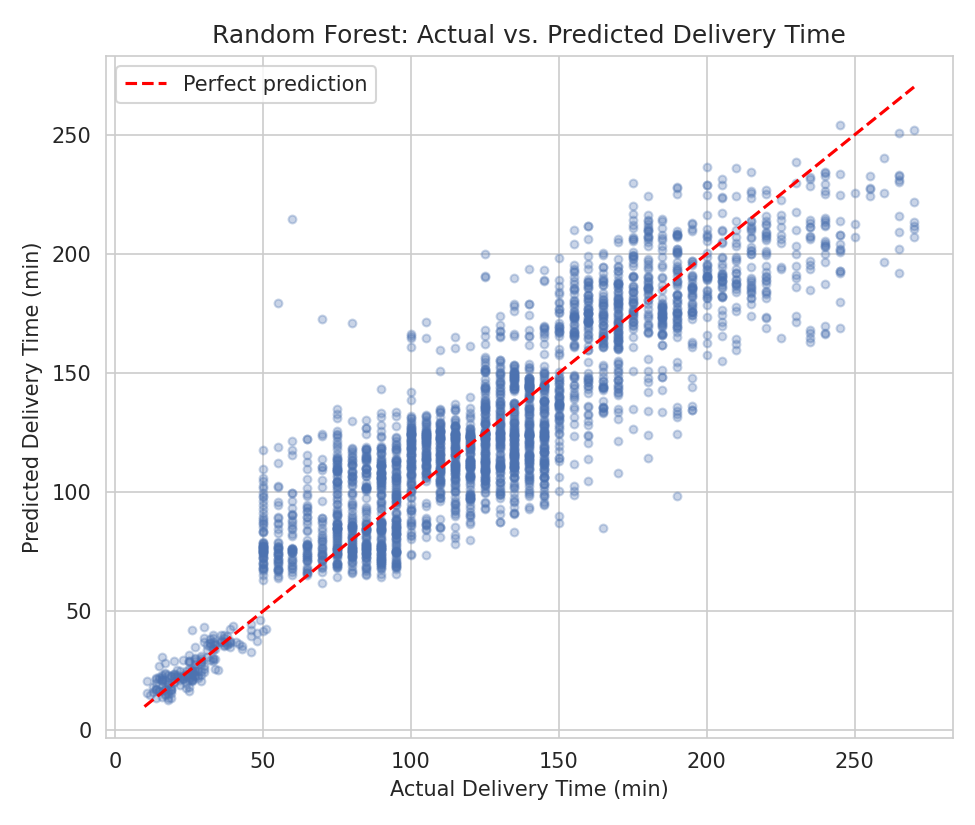 Random Forest: Actual vs. Predicted Delivery Time
Perfect prediction
Predicted Delivery Time (min)
250
200
150
100
50
0
0 50 100 150 200 250
Actual Delivery Time (min)